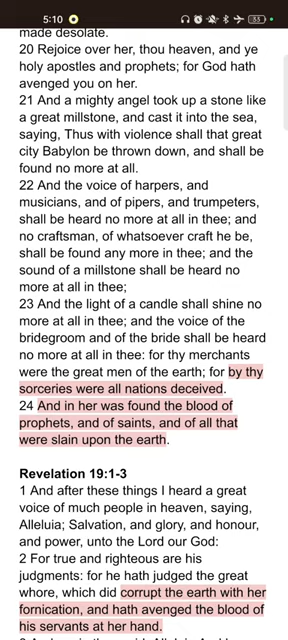 5:10
33
made desolate.
20 Rejoice over her, thou heaven, and ye
holy apostles and prophets; for God hath
avenged you on her.
21 And a mighty angel took up a stone like
a great millstone, and cast it into the sea,
saying, Thus with violence shall that great
city Babylon be thrown down, and shall be
found no more at all.
22 And the voice of harpers, and
musicians, and of pipers, and trumpeters,
shall be heard no more at all in thee; and
no craftsman, of whatsoever craft he be,
shall be found any more in thee; and the
sound of a millstone shall be heard no
more at all in thee;
23 And the light of a candle shall shine no
more at all in thee; and the voice of the
bridegroom and of the bride shall be heard
no more at all in thee: for thy merchants
were the great men of the earth; for by thy
sorceries were all nations deceived.
24 And in her was found the blood of
prophets, and of saints, and of all that
were slain upon the earth.
Revelation 19:1-3
1 And after these things I heard a great
voice of much people in heaven, saying,
Alleluia; Salvation, and glory, and honour,
and power, unto the Lord our God:
2 For true and righteous are his
judgments: for he hath judged the great
whore, which did corrupt the earth with her
fornication, and hath avenged the blood of
his servants at her hand.